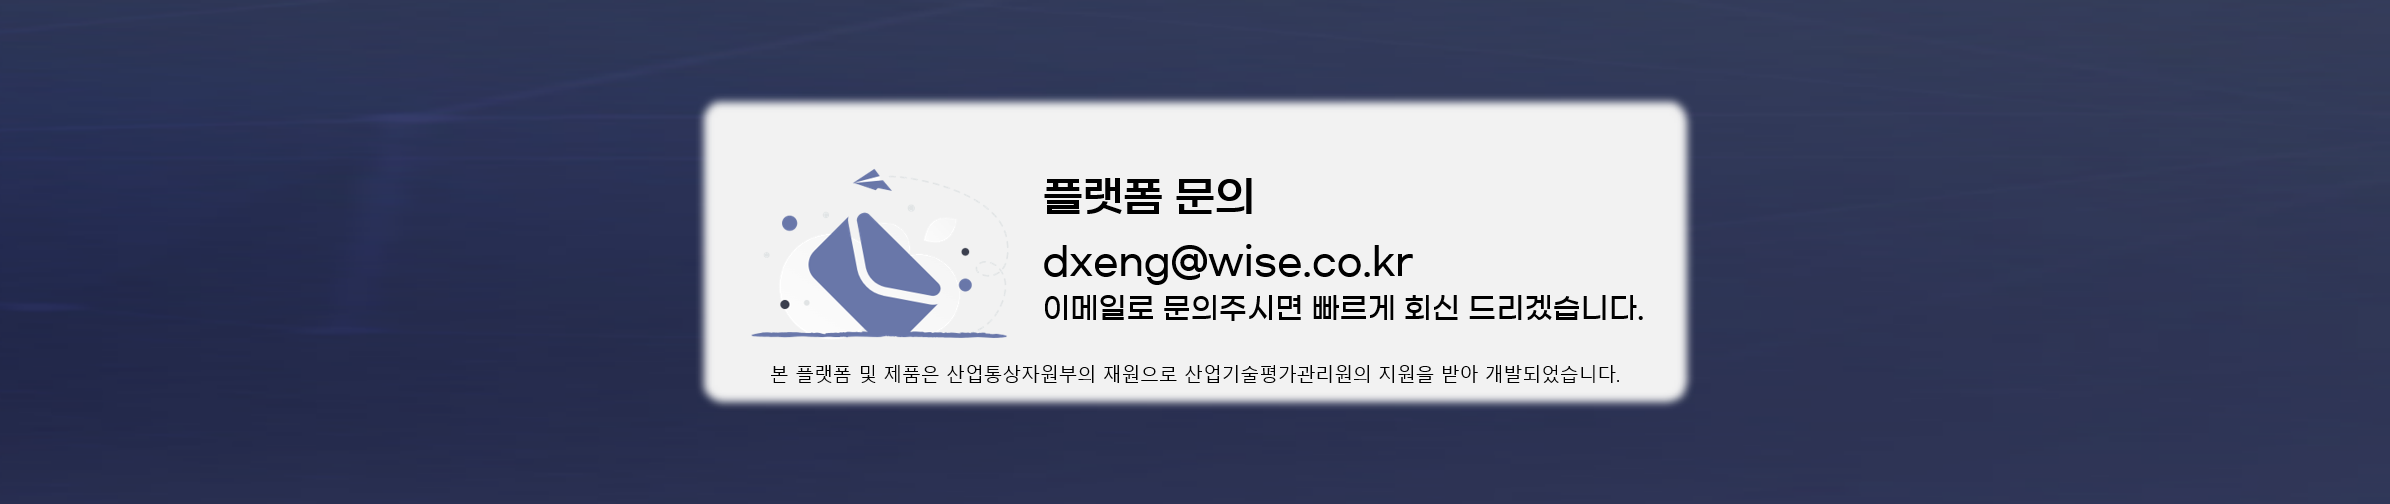 플랫폼 문의
dxeng@wise.co.kr
이메일로 문의주시면 빠르게 회신 드리겠습니다.
본 플랫폼 및 제품은 산업통상자원부의 재원으로 산업기술평가관리원의 지원을 받아 개발되었습니다.